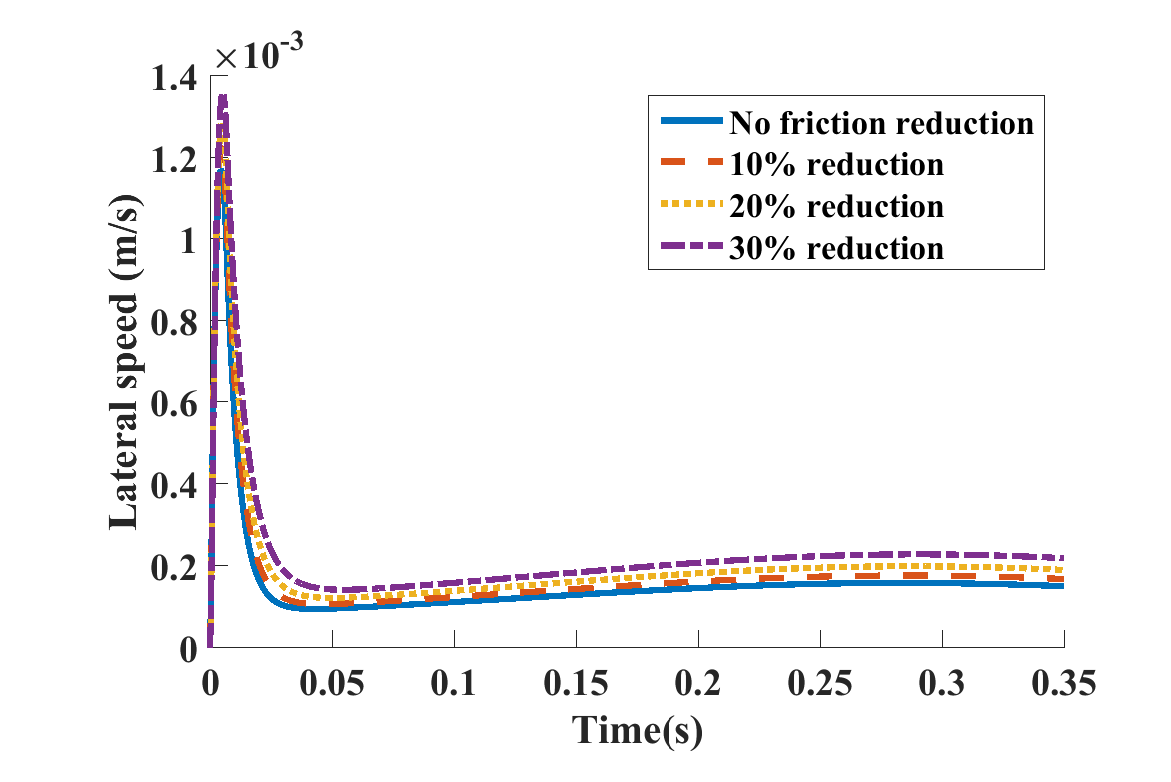 ×10-3
1.4
1.2
1
0.8
0.6
0.4
0.2
0
Lateral speed (m/s)
No friction reduction
10% reduction
20% reduction
30% reduction
0 0.05 0.1 0.15 0.2 0.25 0.3 0.35
Time(s)